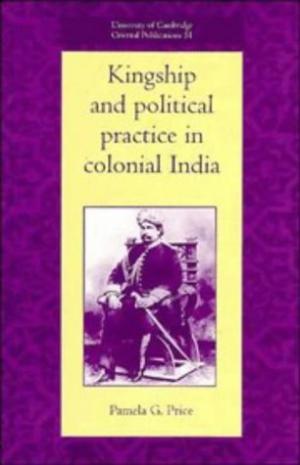 University of Cambridge
Oriental Publications 51
Kingship
and political
practice in
colonial India
Pamela G. Price